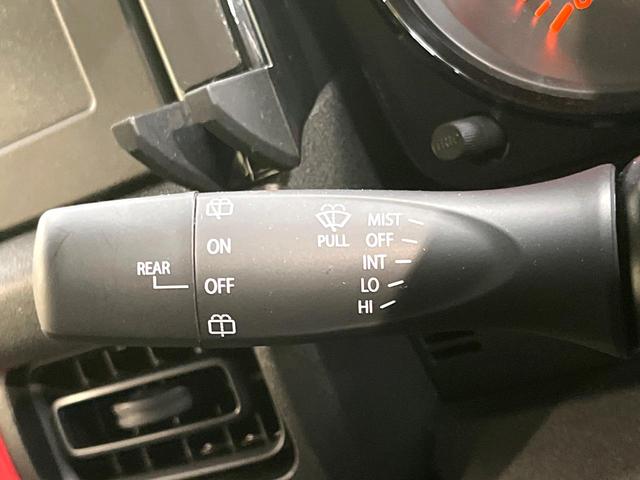 MIST
PULL
OFF
ON
INT
REAR
OFF
LO
HI